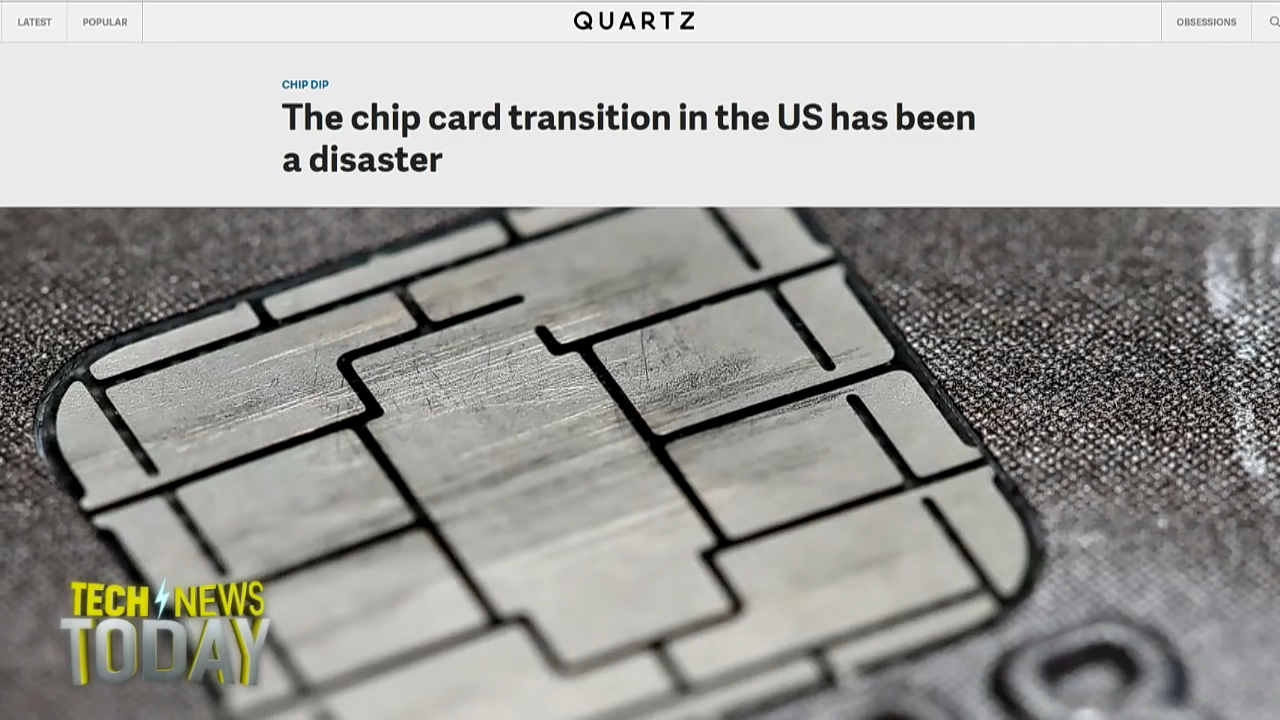 LATEST
POPULAR
QUARTZ
OBSESSIONS
CHIP DIP
The chip card transition in the US has been
a disaster
TECH NEWS
TODAY